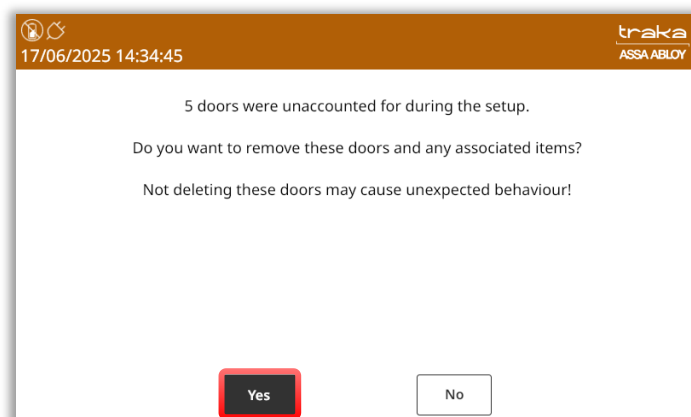 traka
17/06/2025 14:34:45
ASSA ABLOY
5 doors were unaccounted for during the setup.
Do you want to remove these doors and any associated items?
Not deleting these doors may cause unexpected behaviour!
Yes
No